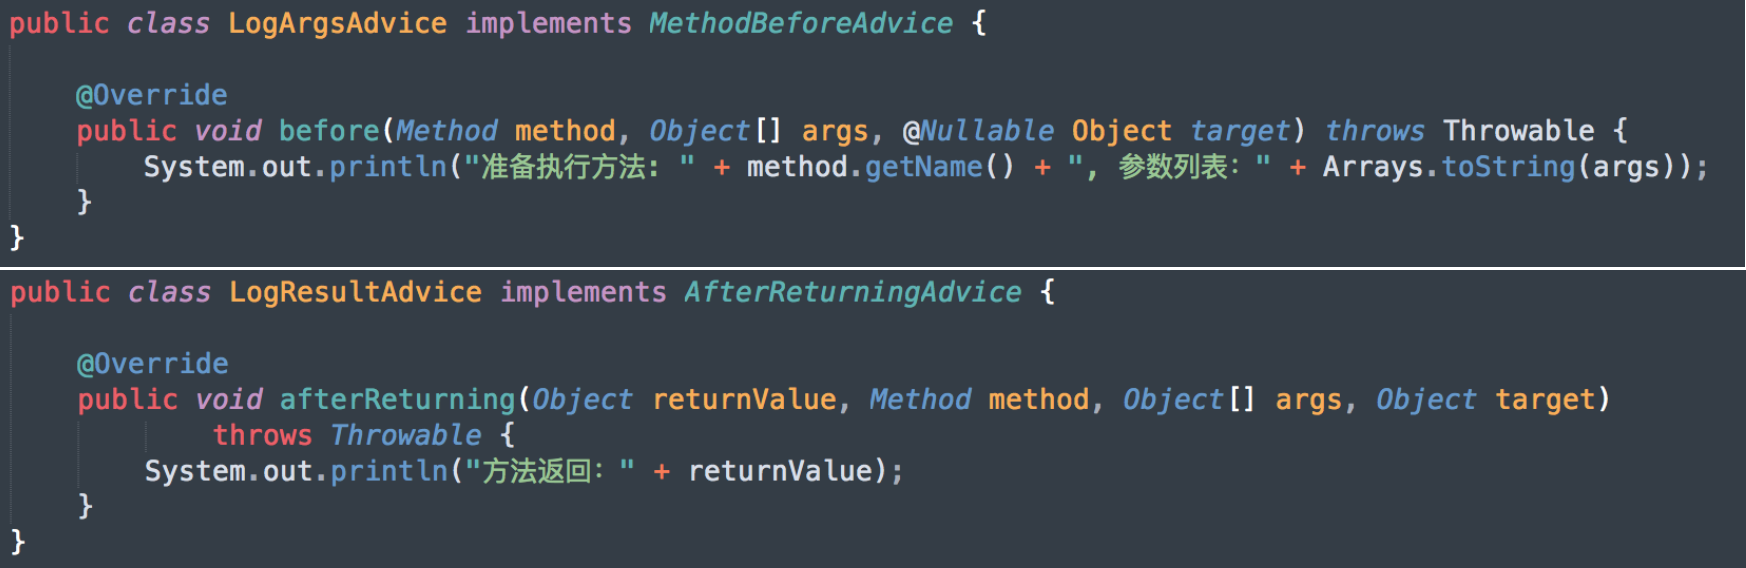 public class LogArgsAdvice implements MethodBeforeAdvice {
@Override
public void before(Method method, Object[] args, @Nullable Object target) throws Throwable {
System.out.println("准备执行方法: " + method.getName() + ", 参数列表：" + Arrays.toString(args));
}
}
public class LogResultAdvice implements AfterReturningAdvice {
@Override
public void afterReturning(Object returnValue, Method method, Object[] args, Object target)
throws Throwable {
System.out.println("方法返回：" + returnValue);
}
}